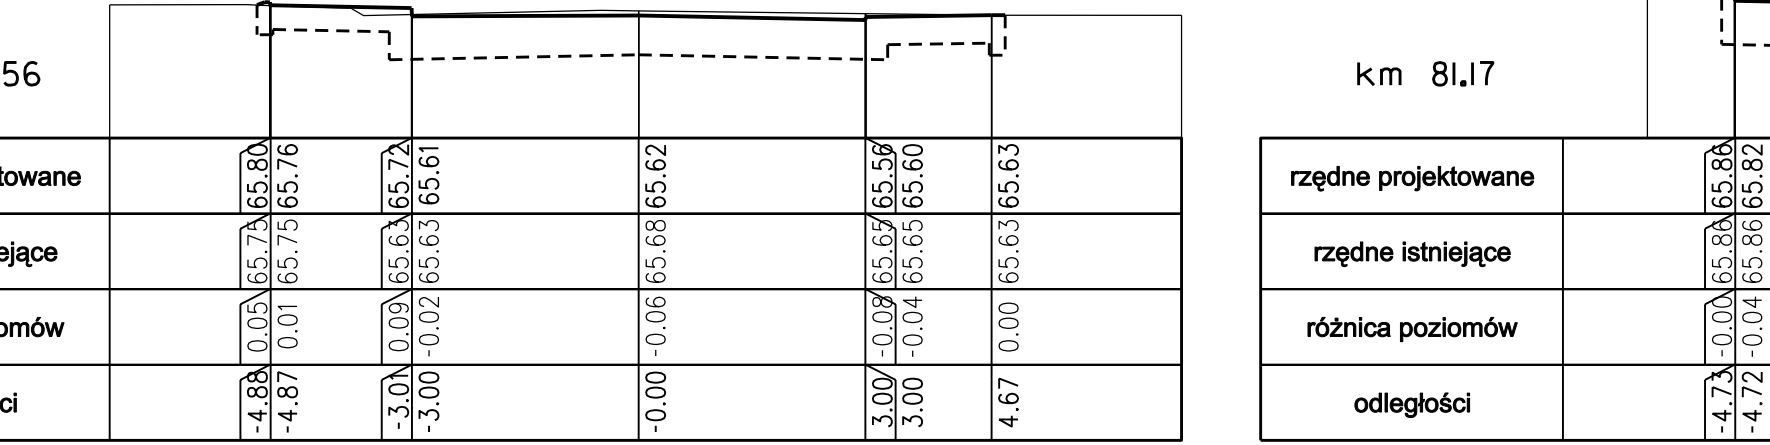 56
km 81.17
towane 65.80 65.76 65.72 65.61 65.62 65.56 65.60 65.63
ejące 65.75 65.75 65.63 65.63 65.68 65.65 65.65 65.63
omów 0.05 0.01 0.09 -0.02 -0.06 -0.08 -0.04 0.00
ci -4.88 -4.87 -3.01 -3.00 -0.00 3.00 3.00 4.67
rzędne projektowane 65.86 65.82
rzędne istniejące 65.86 65.86
różnica poziomów -0.00 -0.04
odległości -4.73 -4.72